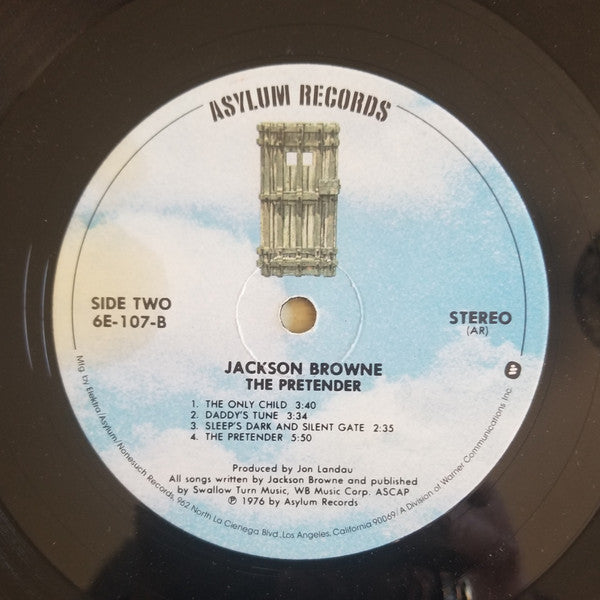 ASYLUM RECORDS
SIDE TWO
6E-107-B
STEREO
(AR)
JACKSON BROWNE
THE PRETENDER
1. THE ONLY CHILD 3:40
2. DADDY'S TUNE 3:34
3. SLEEP'S DARK AND SILENT GATE 2:35
4. THE PRETENDER 5:50
Produced by Jon Landau
All songs written by Jackson Browne and published
by Swallow Turn Music, WB Music Corp. ASCAP
℗ 1976 by Asylum Records
Mfg by Elektra/Asylum/Nonesuch Records, 962 North La Cienega Blvd., Los Angeles, California 90069/A Division of Warner Communications Inc.